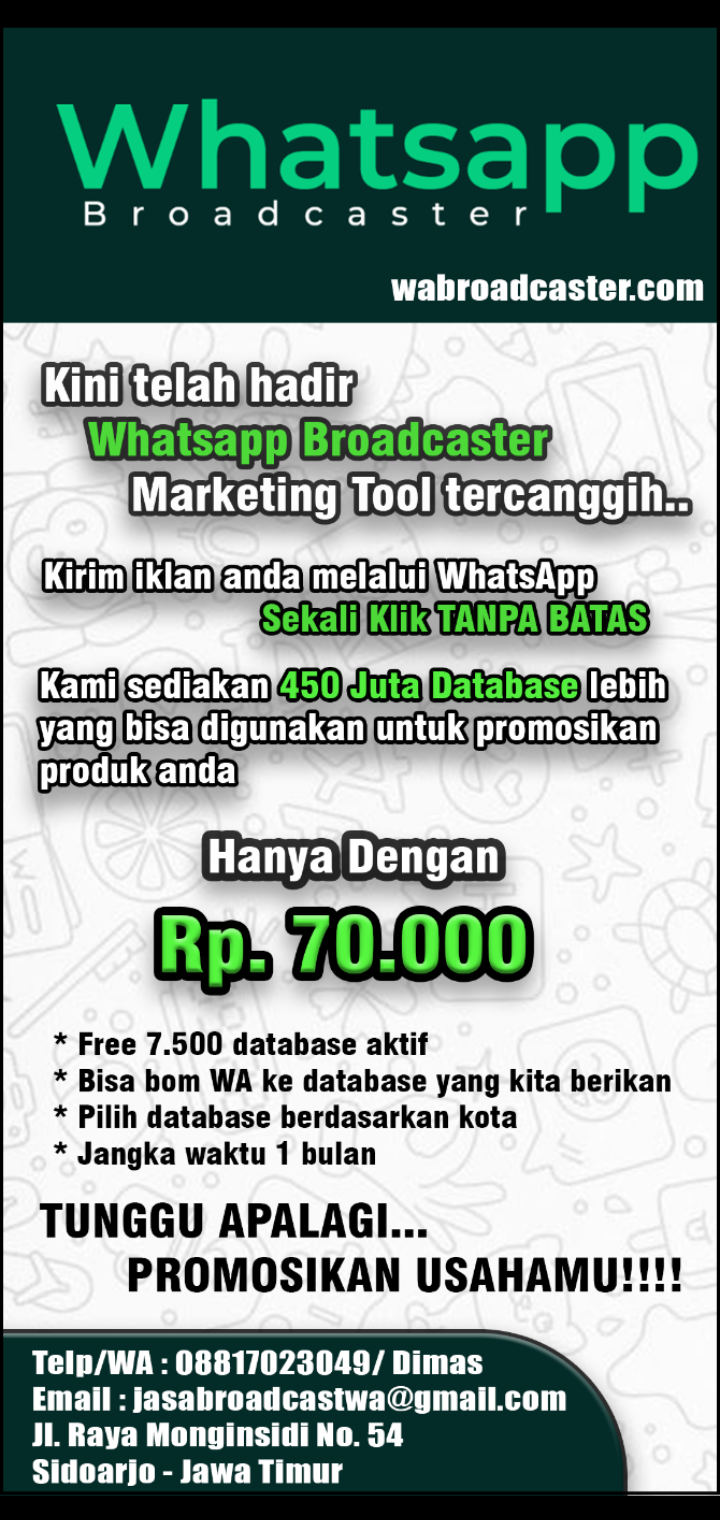 Whatsapp
Broadcaster
wabroadcaster.com
Kini telah hadir
Whatsapp Broadcaster
Marketing Tool tercanggih..
Kirim iklan anda melalui WhatsApp
Sekali Klik TANPA BATAS
Kami sediakan 450 Juta Database lebih
yang bisa digunakan untuk promosikan
produk anda
Hanya Dengan
Rp. 70.000
* Free 7.500 database aktif
* Bisa bom WA ke database yang kita berikan
* Pilih database berdasarkan kota
* Jangka waktu 1 bulan
TUNGGU APALAGI...
PROMOSIKAN USAHAMU!!!!
Telp/WA : 08817023049/ Dimas
Email : jasabroadcastwa@gmail.com
Jl. Raya Monginsidi No. 54
Sidoarjo - Jawa Timur